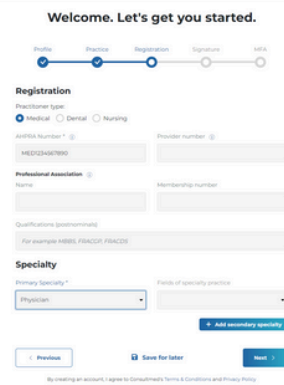 Welcome. Let's get you started.
Profile Practice Registration Signature MFA
Registration
Practitioner type:
Medical Dental Nursing
AHPRA Number * Provider number
MED1234567890
Professional Association
Name Membership number
Qualifications (postnominals)
For example MBBS, FRACGP, FRACDS
Specialty
Primary Specialty * Fields of specialty practice
Physician
+ Add secondary specialty
< Previous Save for later Next >
By creating an account, I agree to Consultmed's Terms & Conditions and Privacy Policy.